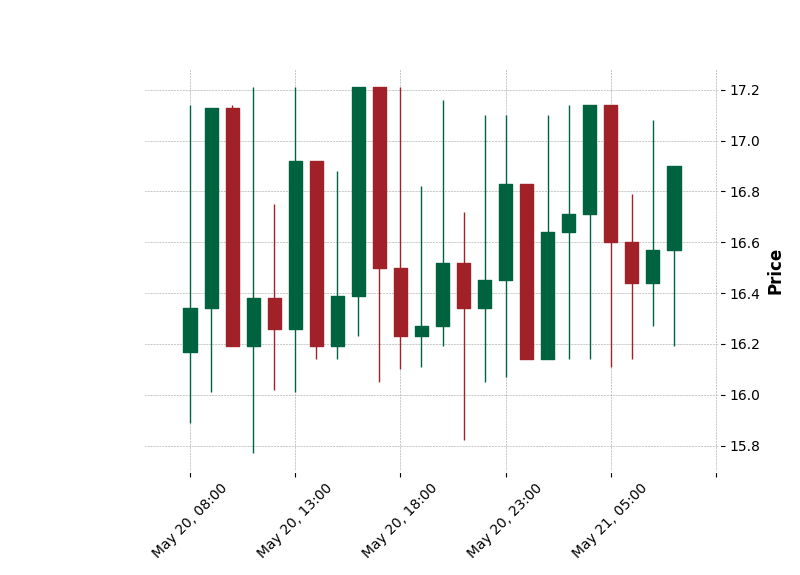 17.2
17.0
16.8
16.6
16.4
16.2
16.0
15.8
Price
May 20, 08:00
May 20, 13:00
May 20, 18:00
May 20, 23:00
May 21, 05:00